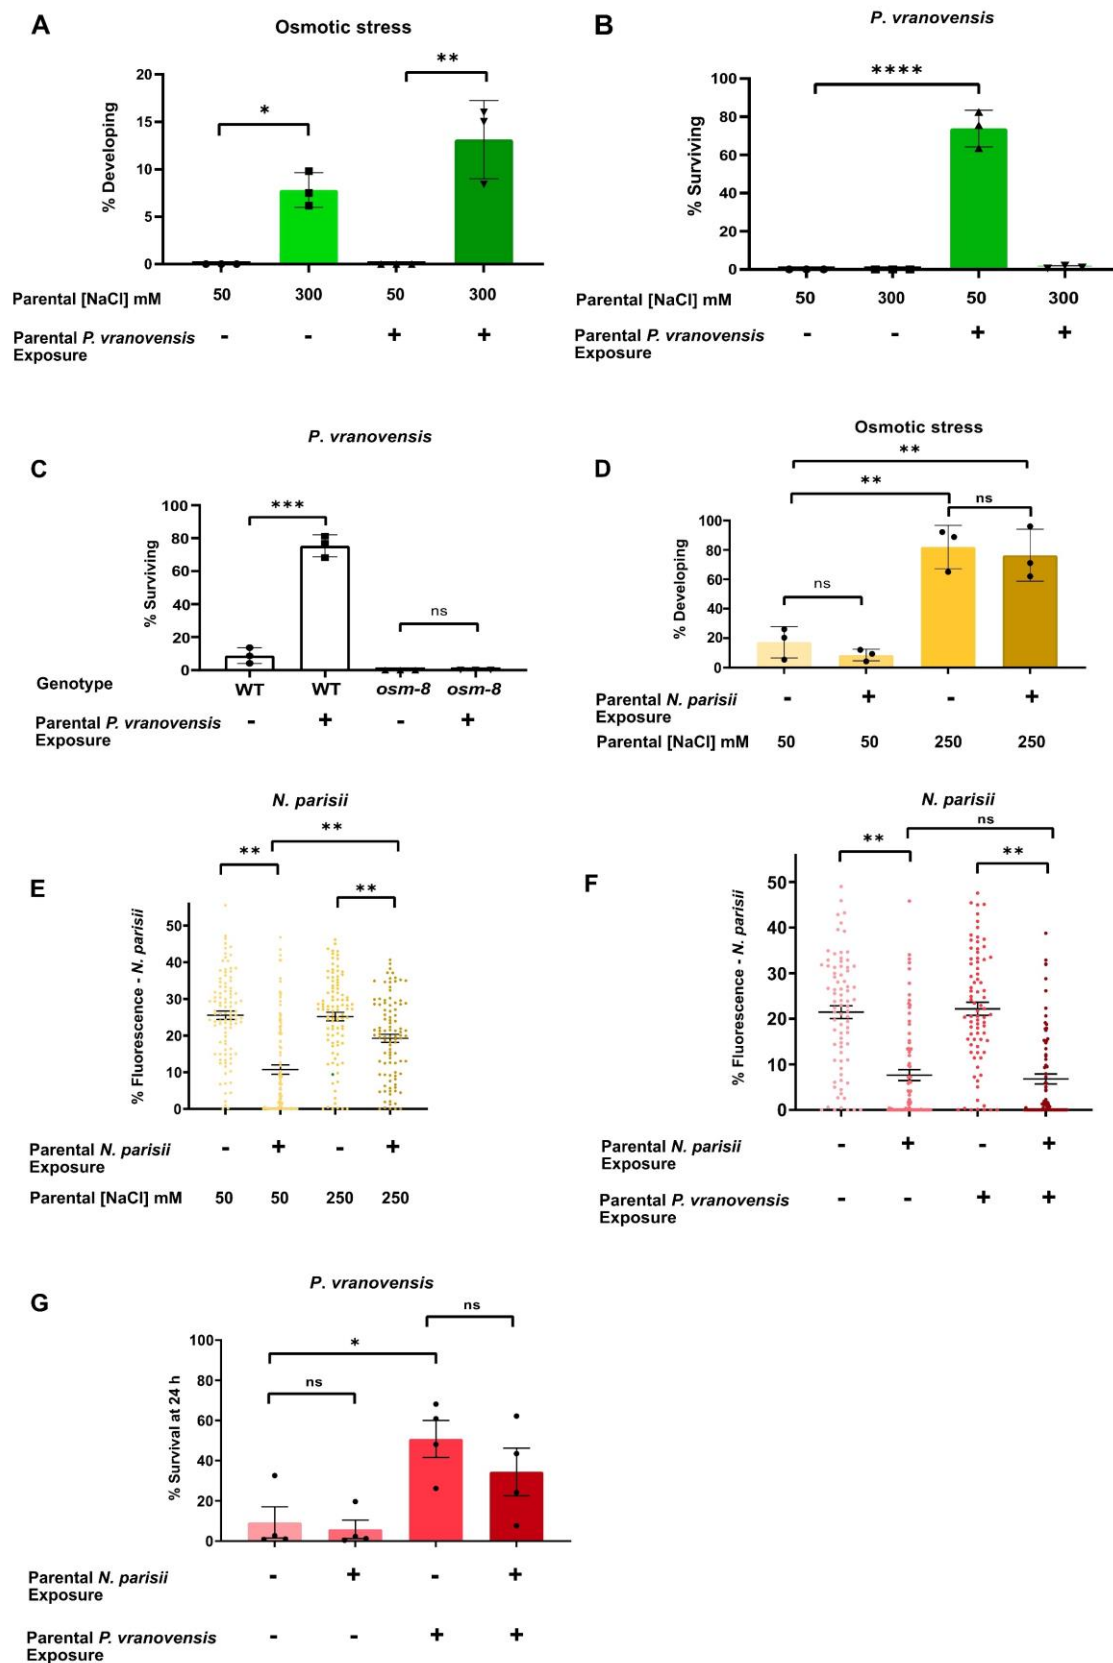 A
Osmotic stress
% Developing
20
15
10
5
0
*
**
Parental [NaCl] mM 50 300 50 300
Parental P. vranovensis - - + +
Exposure
B
P. vranovensis
% Surviving
100
80
60
40
20
0
****
Parental [NaCl] mM 50 300 50 300
Parental P. vranovensis - - + +
Exposure
C
P. vranovensis
% Surviving
100
80
60
40
20
0
***
ns
Genotype WT WT osm-8 osm-8
Parental P. vranovensis - + - +
Exposure
D
Osmotic stress
% Developing
100
80
60
40
20
0
**
**
ns
ns
Parental N. parisii - + - +
Exposure
Parental [NaCl] mM 50 50 250 250
E
N. parisii
% Fluorescence - N. parisii
50
40
30
20
10
0
**
**
**
Parental N. parisii - + - +
Exposure
Parental [NaCl] mM 50 50 250 250
F
N. parisii
% Fluorescence - N. parisii
50
40
30
20
10
0
ns
**
**
Parental N. parisii - + - +
Exposure
Parental P. vranovensis - - + +
Exposure
G
P. vranovensis
% Survival at 24 h
100
80
60
40
20
0
ns
*
ns
Parental N. parisii - + - +
Exposure
Parental P. vranovensis - - + +
Exposure